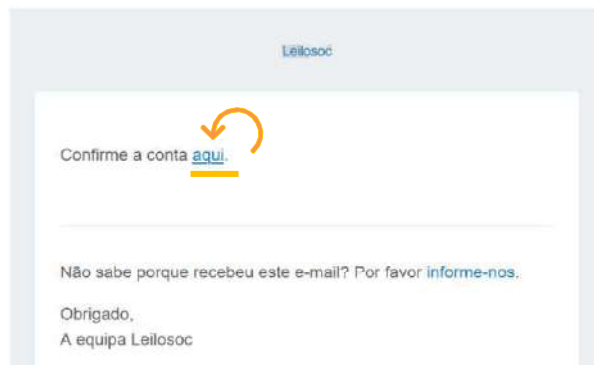 Leilosoc
Confirme a conta aqui.
Não sabe porque recebeu este e-mail? Por favor informe-nos.
Obrigado,
A equipa Leilosoc